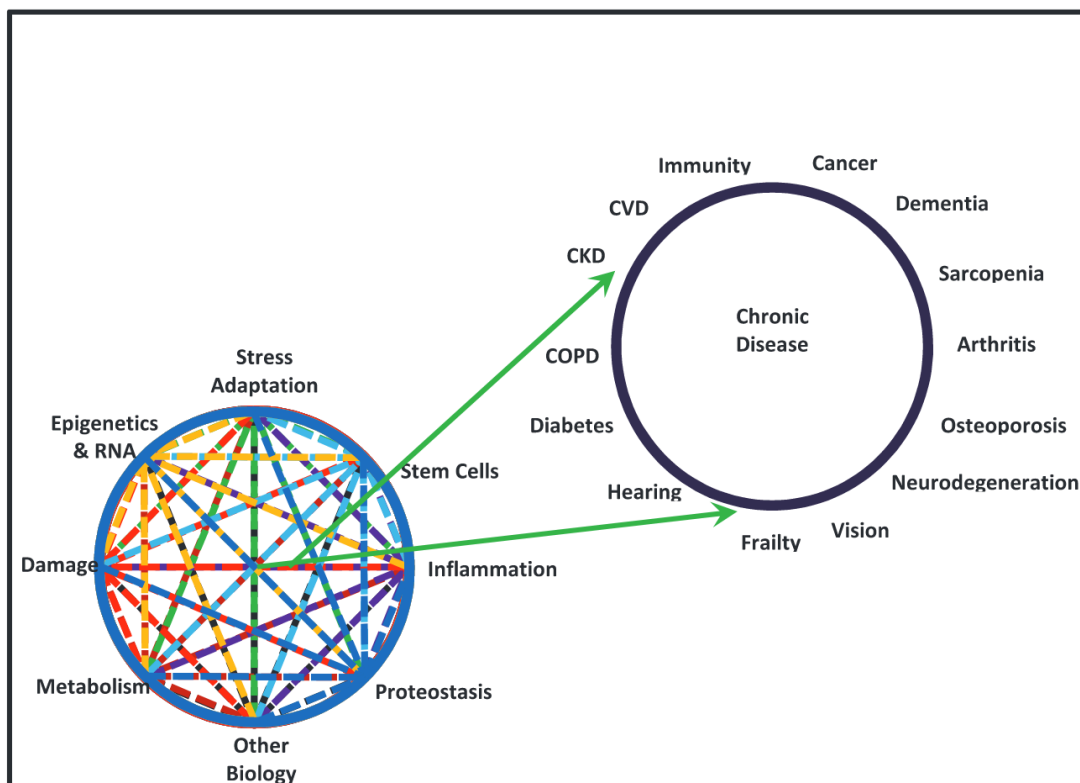 Immunity
Cancer
CVD
Dementia
CKD
Sarcopenia
Chronic
Disease
COPD
Arthritis
Stress
Adaptation
Epigenetics
& RNA
Diabetes
Osteoporosis
Stem Cells
Hearing
Neurodegeneration
Frailty
Vision
Damage
Inflammation
Metabolism
Proteostasis
Other
Biology